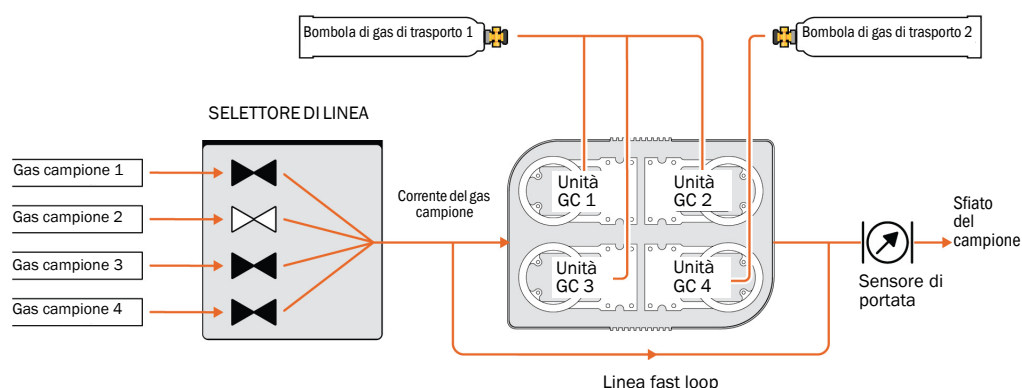 Bombola di gas di trasporto 1
Bombola di gas di trasporto 2
SELETTORE DI LINEA
Gas campione 1
Gas campione 2
Gas campione 3
Gas campione 4
Corrente del gas
campione
Unità
GC 1
Unità
GC 2
Unità
GC 3
Unità
GC 4
Sfiato
del
campione
Sensore di
portata
Linea fast loop